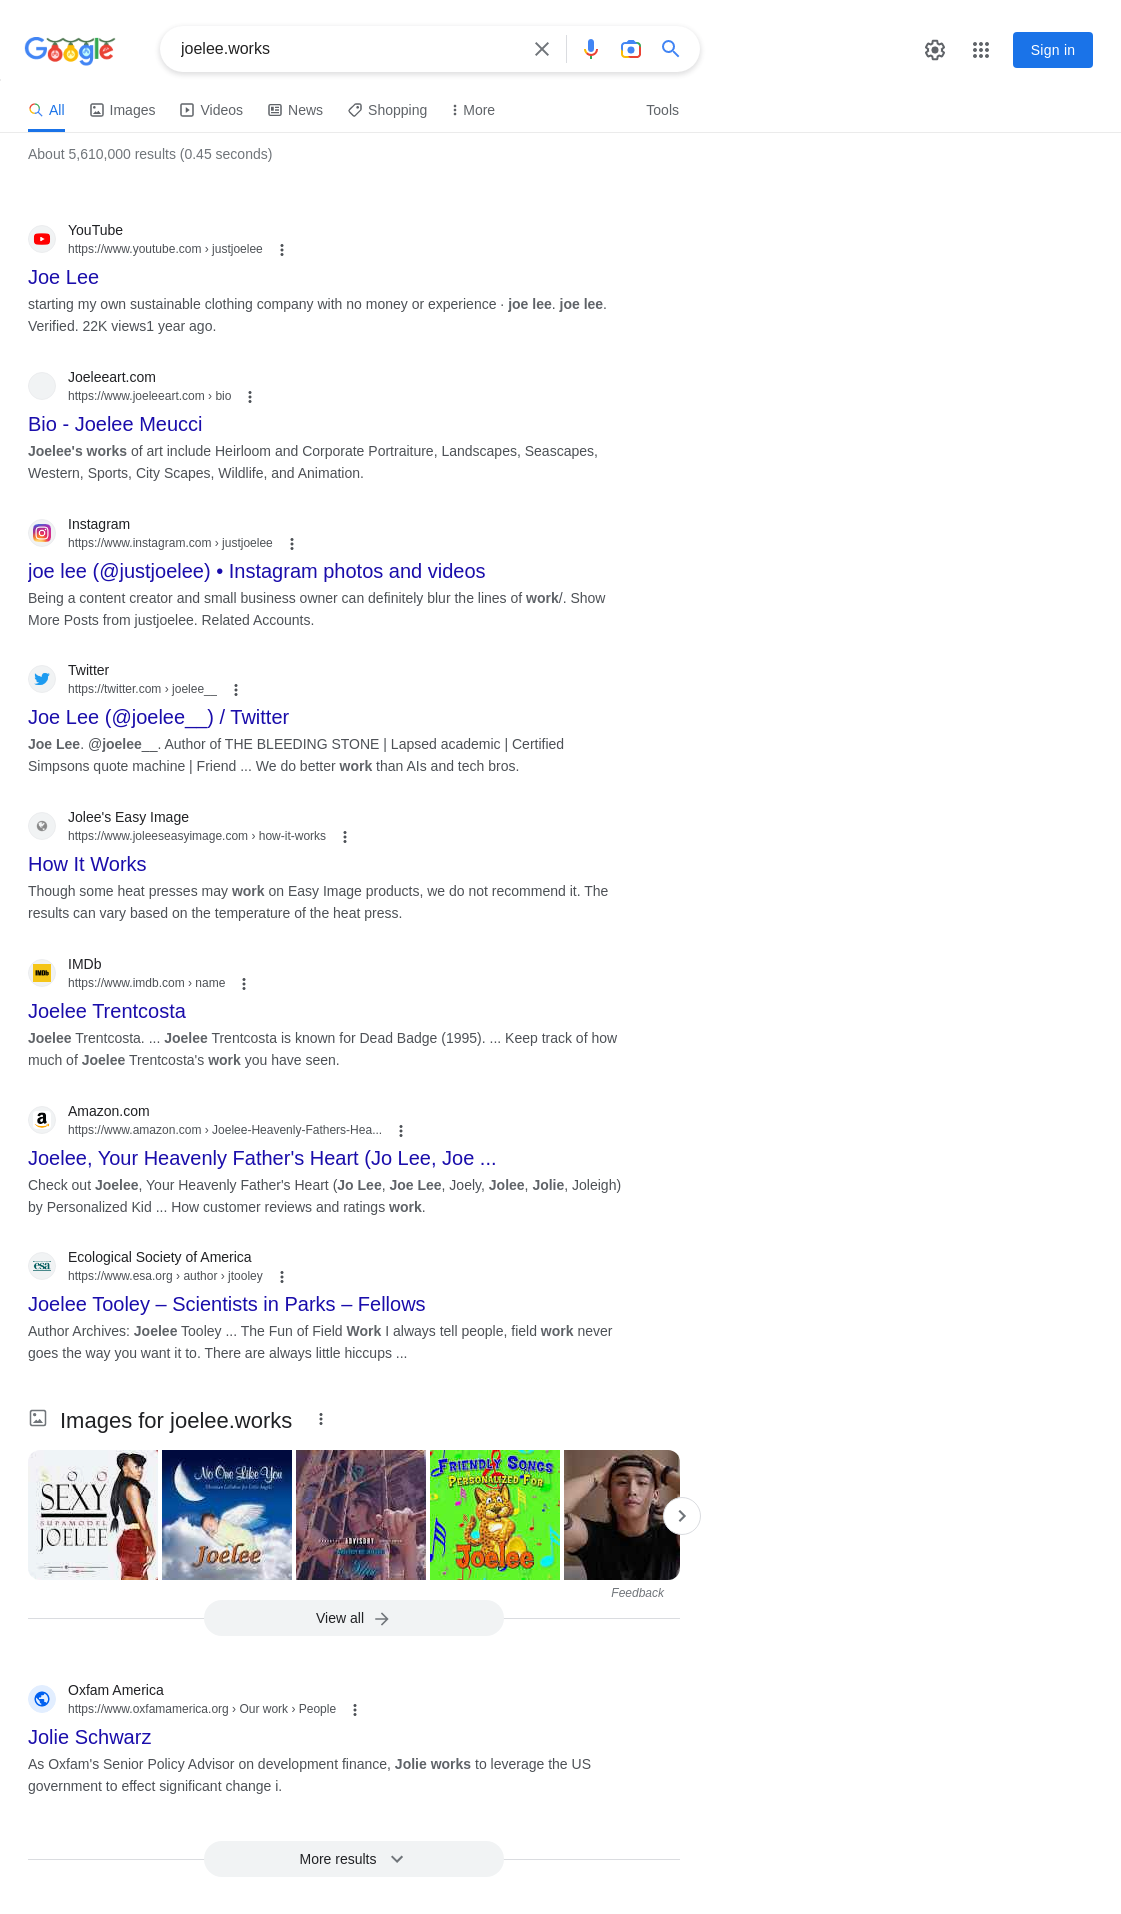 Google
joelee.works
Sign in
All
Images
Videos
News
Shopping
More
Tools
About 5,610,000 results (0.45 seconds)
YouTube
https://www.youtube.com › justjoelee
Joe Lee
starting my own sustainable clothing company with no money or experience · joe lee. joe lee.
Verified. 22K views1 year ago.
Joeleeart.com
https://www.joeleeart.com › bio
Bio - Joelee Meucci
Joelee's works of art include Heirloom and Corporate Portraiture, Landscapes, Seascapes,
Western, Sports, City Scapes, Wildlife, and Animation.
Instagram
https://www.instagram.com › justjoelee
joe lee (@justjoelee) • Instagram photos and videos
Being a content creator and small business owner can definitely blur the lines of work/. Show
More Posts from justjoelee. Related Accounts.
Twitter
https://twitter.com › joelee__
Joe Lee (@joelee__) / Twitter
Joe Lee. @joelee__. Author of THE BLEEDING STONE | Lapsed academic | Certified
Simpsons quote machine | Friend ... We do better work than AIs and tech bros.
Jolee's Easy Image
https://www.joleeseasyimage.com › how-it-works
How It Works
Though some heat presses may work on Easy Image products, we do not recommend it. The
results can vary based on the temperature of the heat press.
IMDb
IMDb
https://www.imdb.com › name
Joelee Trentcosta
Joelee Trentcosta. ... Joelee Trentcosta is known for Dead Badge (1995). ... Keep track of how
much of Joelee Trentcosta's work you have seen.
Amazon.com
https://www.amazon.com › Joelee-Heavenly-Fathers-Hea...
Joelee, Your Heavenly Father's Heart (Jo Lee, Joe ...
Check out Joelee, Your Heavenly Father's Heart (Jo Lee, Joe Lee, Joely, Jolee, Jolie, Joleigh)
by Personalized Kid ... How customer reviews and ratings work.
esa
Ecological Society of America
https://www.esa.org › author › jtooley
Joelee Tooley – Scientists in Parks – Fellows
Author Archives: Joelee Tooley ... The Fun of Field Work I always tell people, field work never
goes the way you want it to. There are always little hiccups ...
Images for joelee.works
SOO
SEXY
SUPAMODEL
JOELEE
No One Like You
Joelee
ADVISORY
FRIENDLY SONGS
PERSONALIZED FOR
Joelee
Feedback
View all
Oxfam America
https://www.oxfamamerica.org › Our work › People
Jolie Schwarz
As Oxfam's Senior Policy Advisor on development finance, Jolie works to leverage the US
government to effect significant change i.
More results